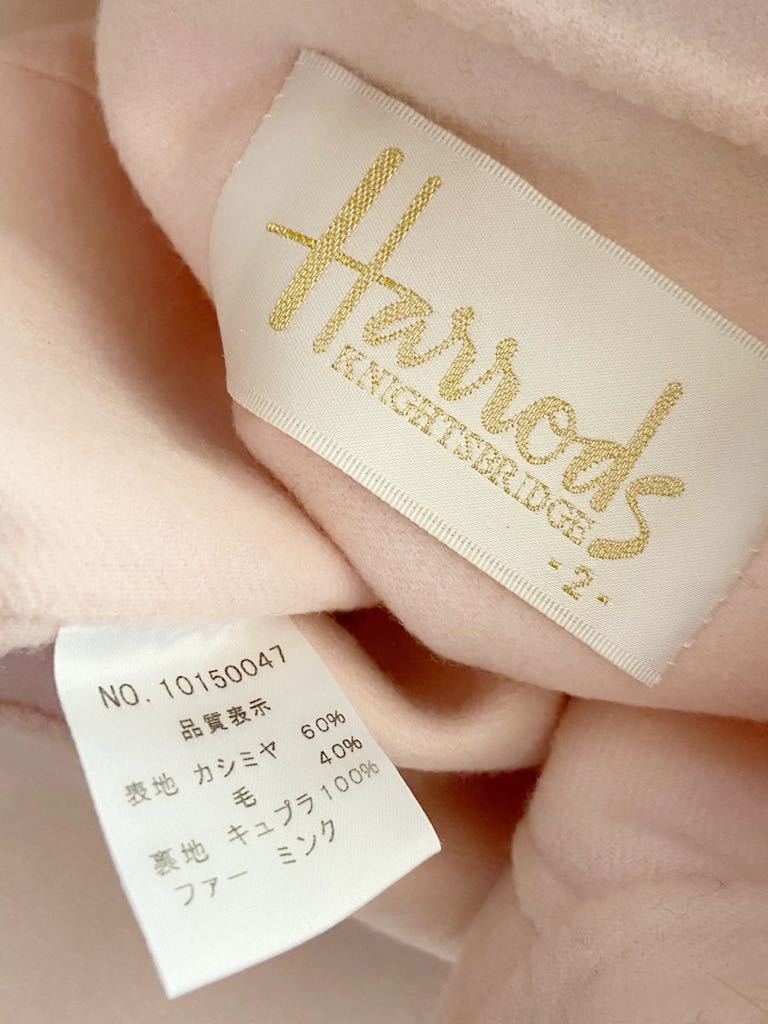 Harrods
KNIGHTSBRIDGE
-2-
NO. 10150047
品質表示
表地 カシミヤ 60%
毛 40%
裏地 キュプラ 100%
ファー ミンク